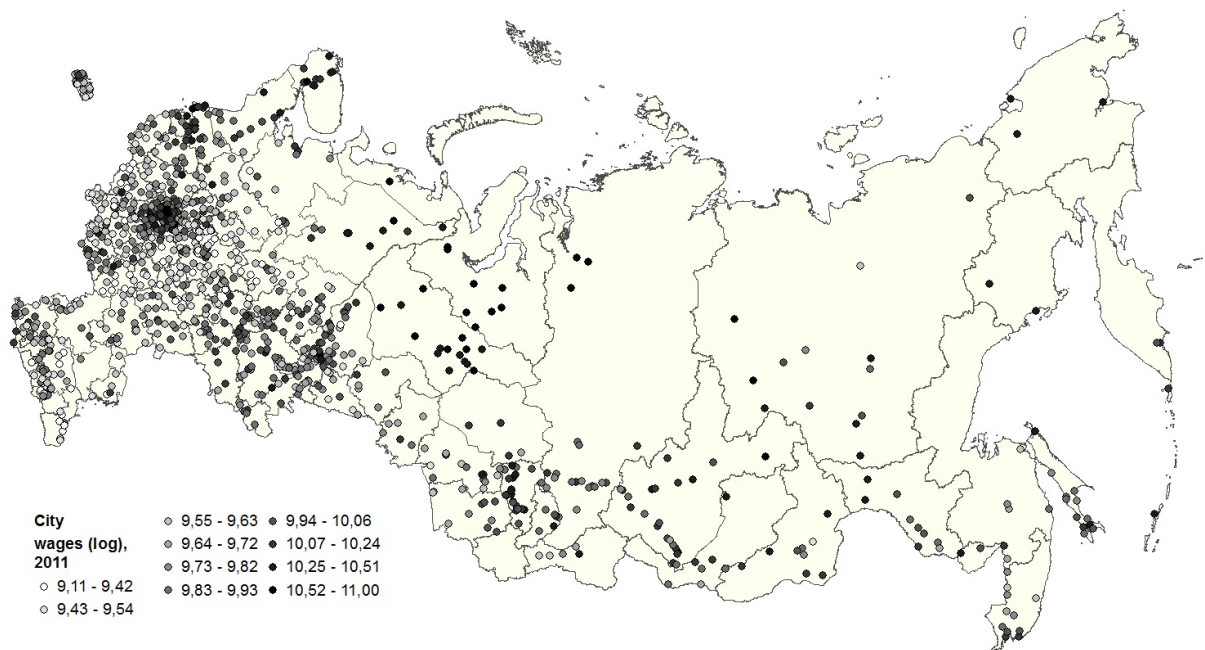 City
wages (log),
2011
9,11 - 9,42
9,43 - 9,54
9,55 - 9,63
9,64 - 9,72
9,73 - 9,82
9,83 - 9,93
9,94 - 10,06
10,07 - 10,24
10,25 - 10,51
10,52 - 11,00